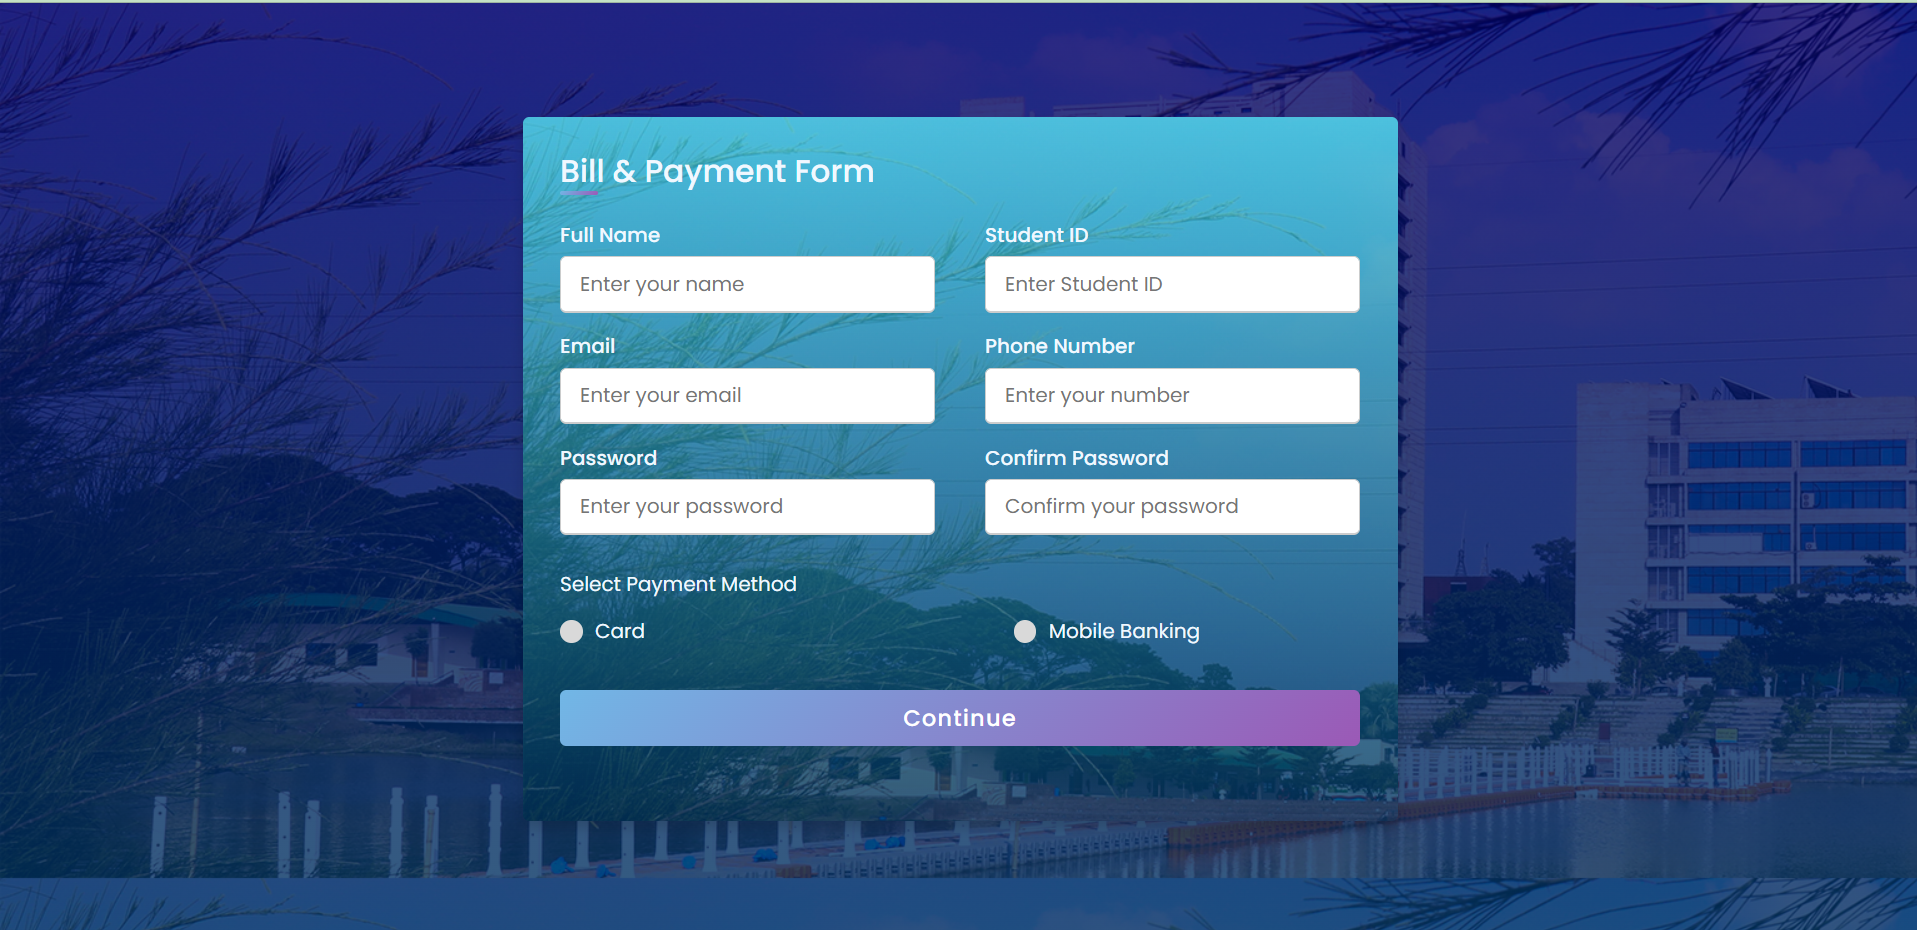 Bill & Payment Form
Full Name
Student ID
Enter your name
Enter Student ID
Email
Phone Number
Enter your email
Enter your number
Password
Confirm Password
Enter your password
Confirm your password
Select Payment Method
Card
Mobile Banking
Continue